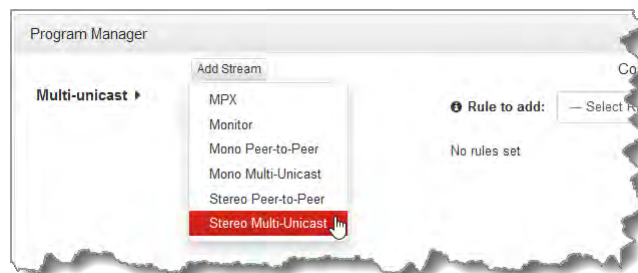 Program Manager
Add Stream
Co
Multi-unicast
MPX
Monitor
Mono Peer-to-Peer
Mono Multi-Unicast
Stereo Peer-to-Peer
Stereo Multi-Unicast
Rule to add:
— Select R
No rules set